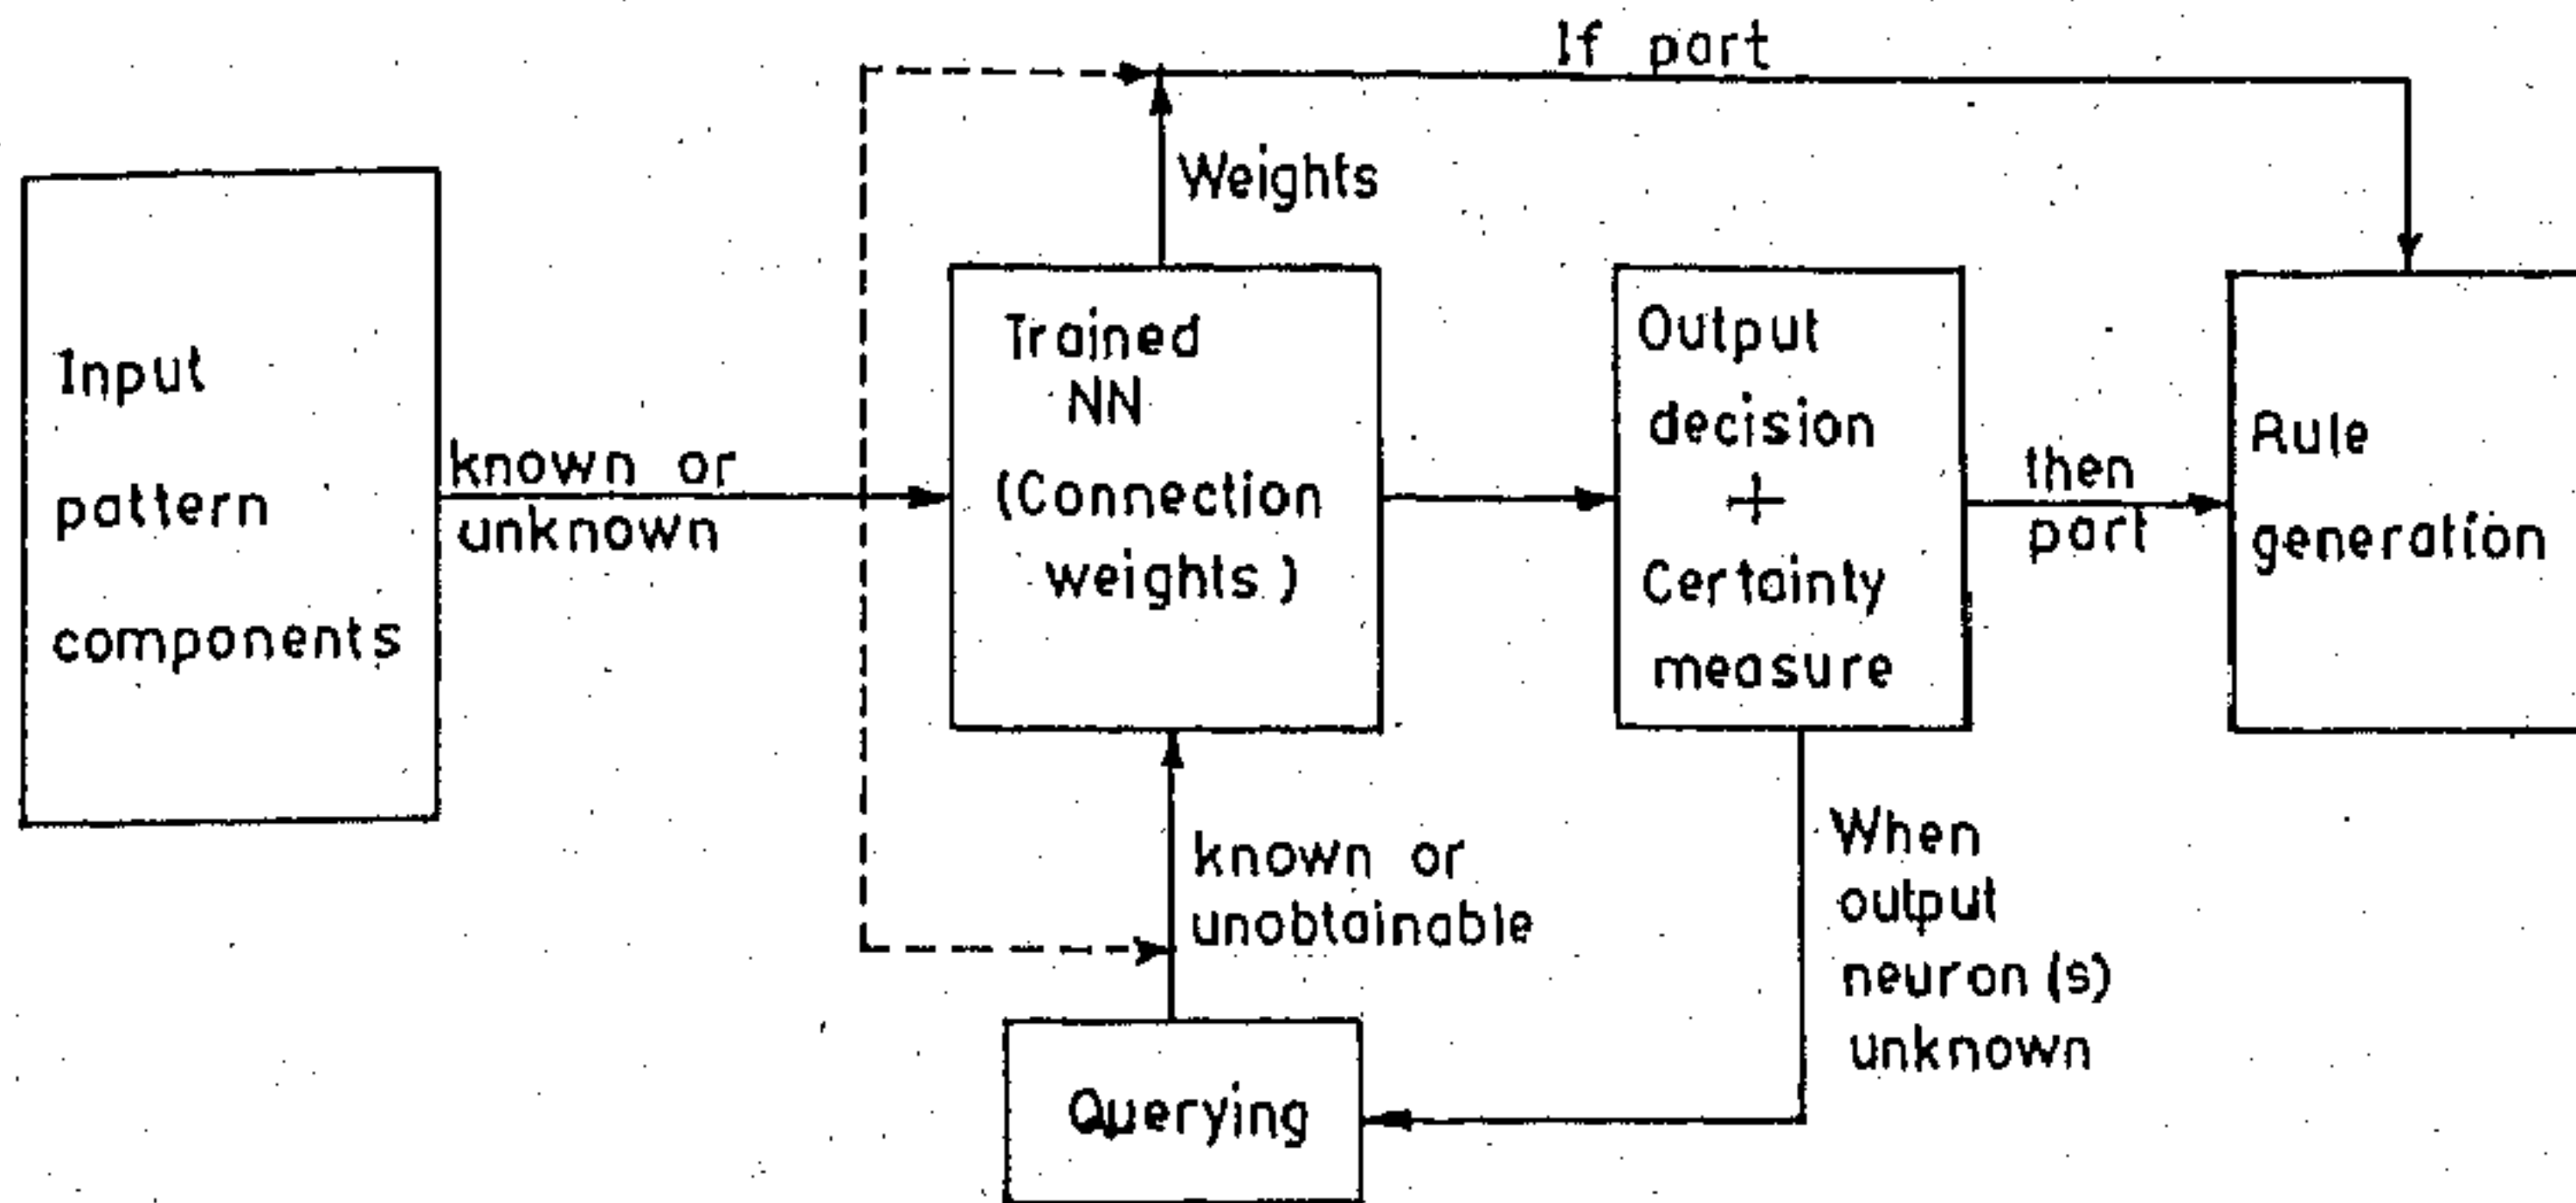 If part
Weights
Input
pattern
components
known or
unknown
Trained
NN
(Connection
weights)
Output
decision
+
Certainty
measure
then
part
Rule
generation
known or
unobtainable
When
output
neuron(s)
unknown
Querying